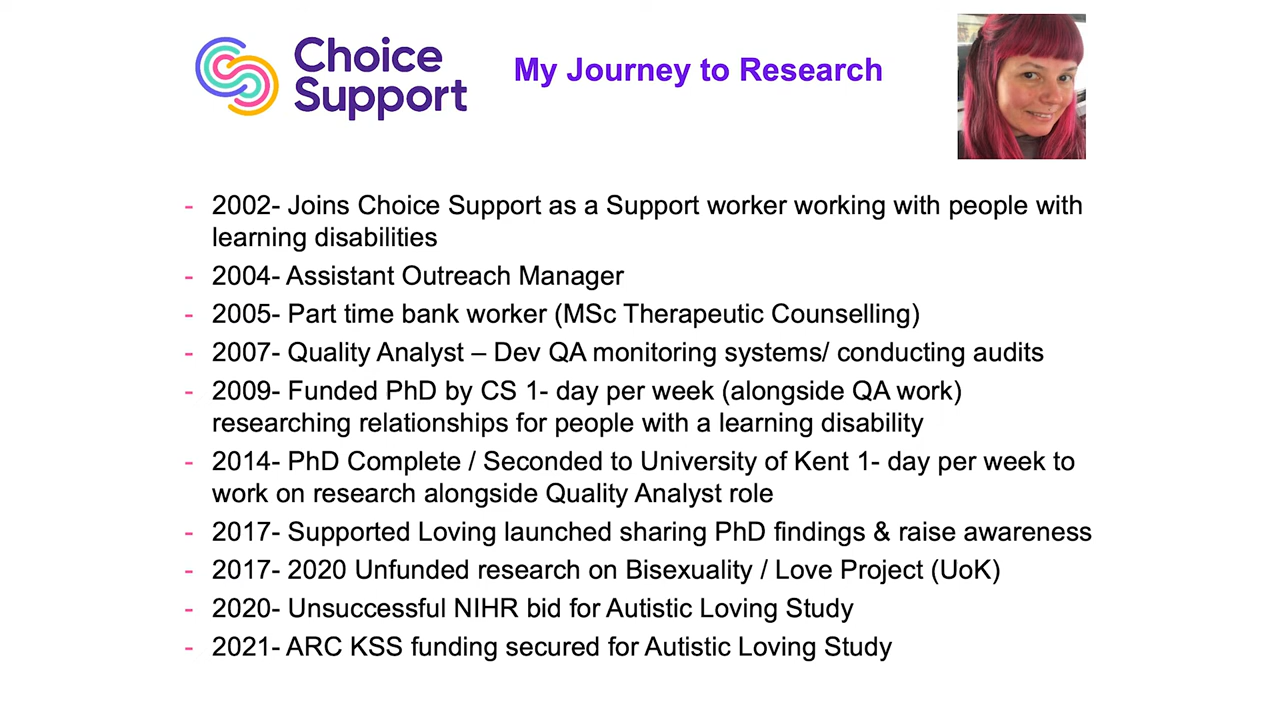 Choice
Support
My Journey to Research
- 2002- Joins Choice Support as a Support worker working with people with
learning disabilities
- 2004- Assistant Outreach Manager
- 2005- Part time bank worker (MSc Therapeutic Counselling)
- 2007- Quality Analyst – Dev QA monitoring systems/ conducting audits
- 2009- Funded PhD by CS 1- day per week (alongside QA work)
researching relationships for people with a learning disability
- 2014- PhD Complete / Seconded to University of Kent 1- day per week to
work on research alongside Quality Analyst role
- 2017- Supported Loving launched sharing PhD findings & raise awareness
- 2017- 2020 Unfunded research on Bisexuality / Love Project (UoK)
- 2020- Unsuccessful NIHR bid for Autistic Loving Study
- 2021- ARC KSS funding secured for Autistic Loving Study